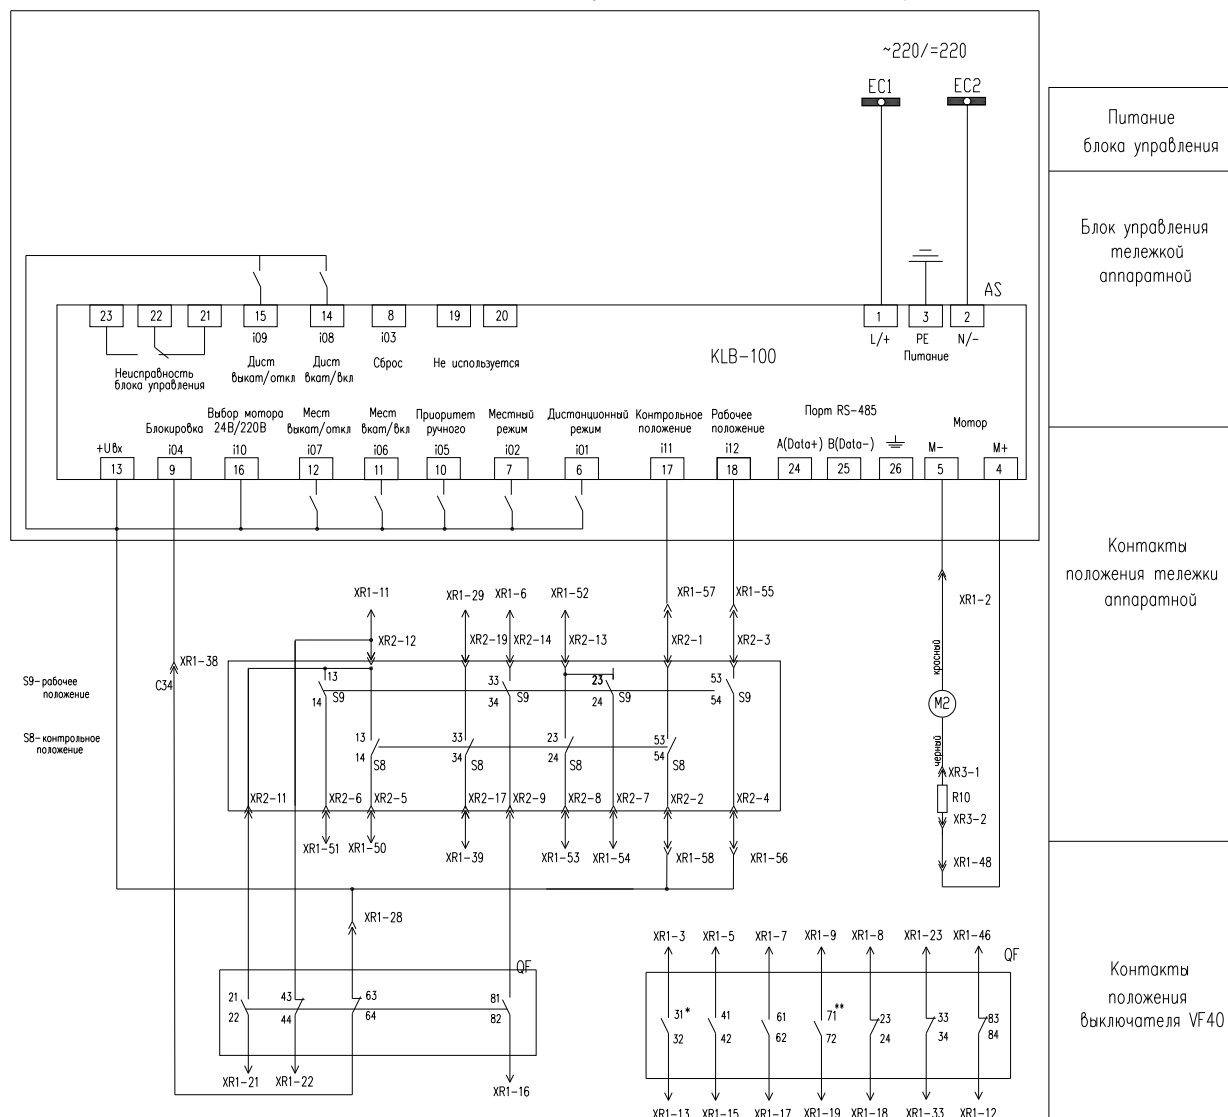 ~220/=220
EC1 EC2
Питание
блока управления
Блок управления
тележкой
аппаратной
AS
23 22 21 15 14 8 19 20 1 3 2
i09 i08 i03 L/+ PE N/-
Питание
KLB-100
Неисправность
блока управления
Дист
выкат/откл
Дист
вкат/вкл
Сброс
Не используется
+Uвх
Блокировка
i04
Выбор мотора
24В/220В
i10
Мест
выкат/откл
i07
Мест
вкат/вкл
i06
Приоритет
ручного
i05
Местный
режим
i02
Дистанционный
режим
i01
Контрольное
положение
i11
Рабочее
положение
i12
Порт RS-485
A(Data+) B(Data-)
Мотор
M- M+
13 9 16 12 11 10 7 6 17 18 24 25 26 5 4
Контакты
положения тележки
аппаратной
XR1-11 XR1-29 XR1-6 XR1-52 XR1-57 XR1-55 XR1-2
XR2-12 XR2-19 XR2-14 XR2-13 XR2-1 XR2-3
XR1-38
C34
S9-рабочее
положение
S8-контрольное
положение
13 33 23 53
14 S9 34 S9 24 S9 54 S9
13 33 23 53
14 S8 34 S8 24 S8 54 S8
красный
M2
черный
XR3-1
R10
XR3-2
XR1-48
XR2-11 XR2-6 XR2-5 XR2-17 XR2-9 XR2-8 XR2-7 XR2-2 XR2-4
XR1-51 XR1-50 XR1-39 XR1-53 XR1-54 XR1-58 XR1-56
XR1-28
QF
21 43 63 81
22 44 64 82
XR1-21 XR1-22 XR1-16
XR1-3 XR1-5 XR1-7 XR1-9 XR1-8 XR1-23 XR1-46
QF
31* 41 61 71** 23 33 83
32 42 62 72 24 34 84
XR1-13 XR1-15 XR1-17 XR1-19 XR1-18 XR1-33 XR1-12
Контакты
положения
выключателя VF40